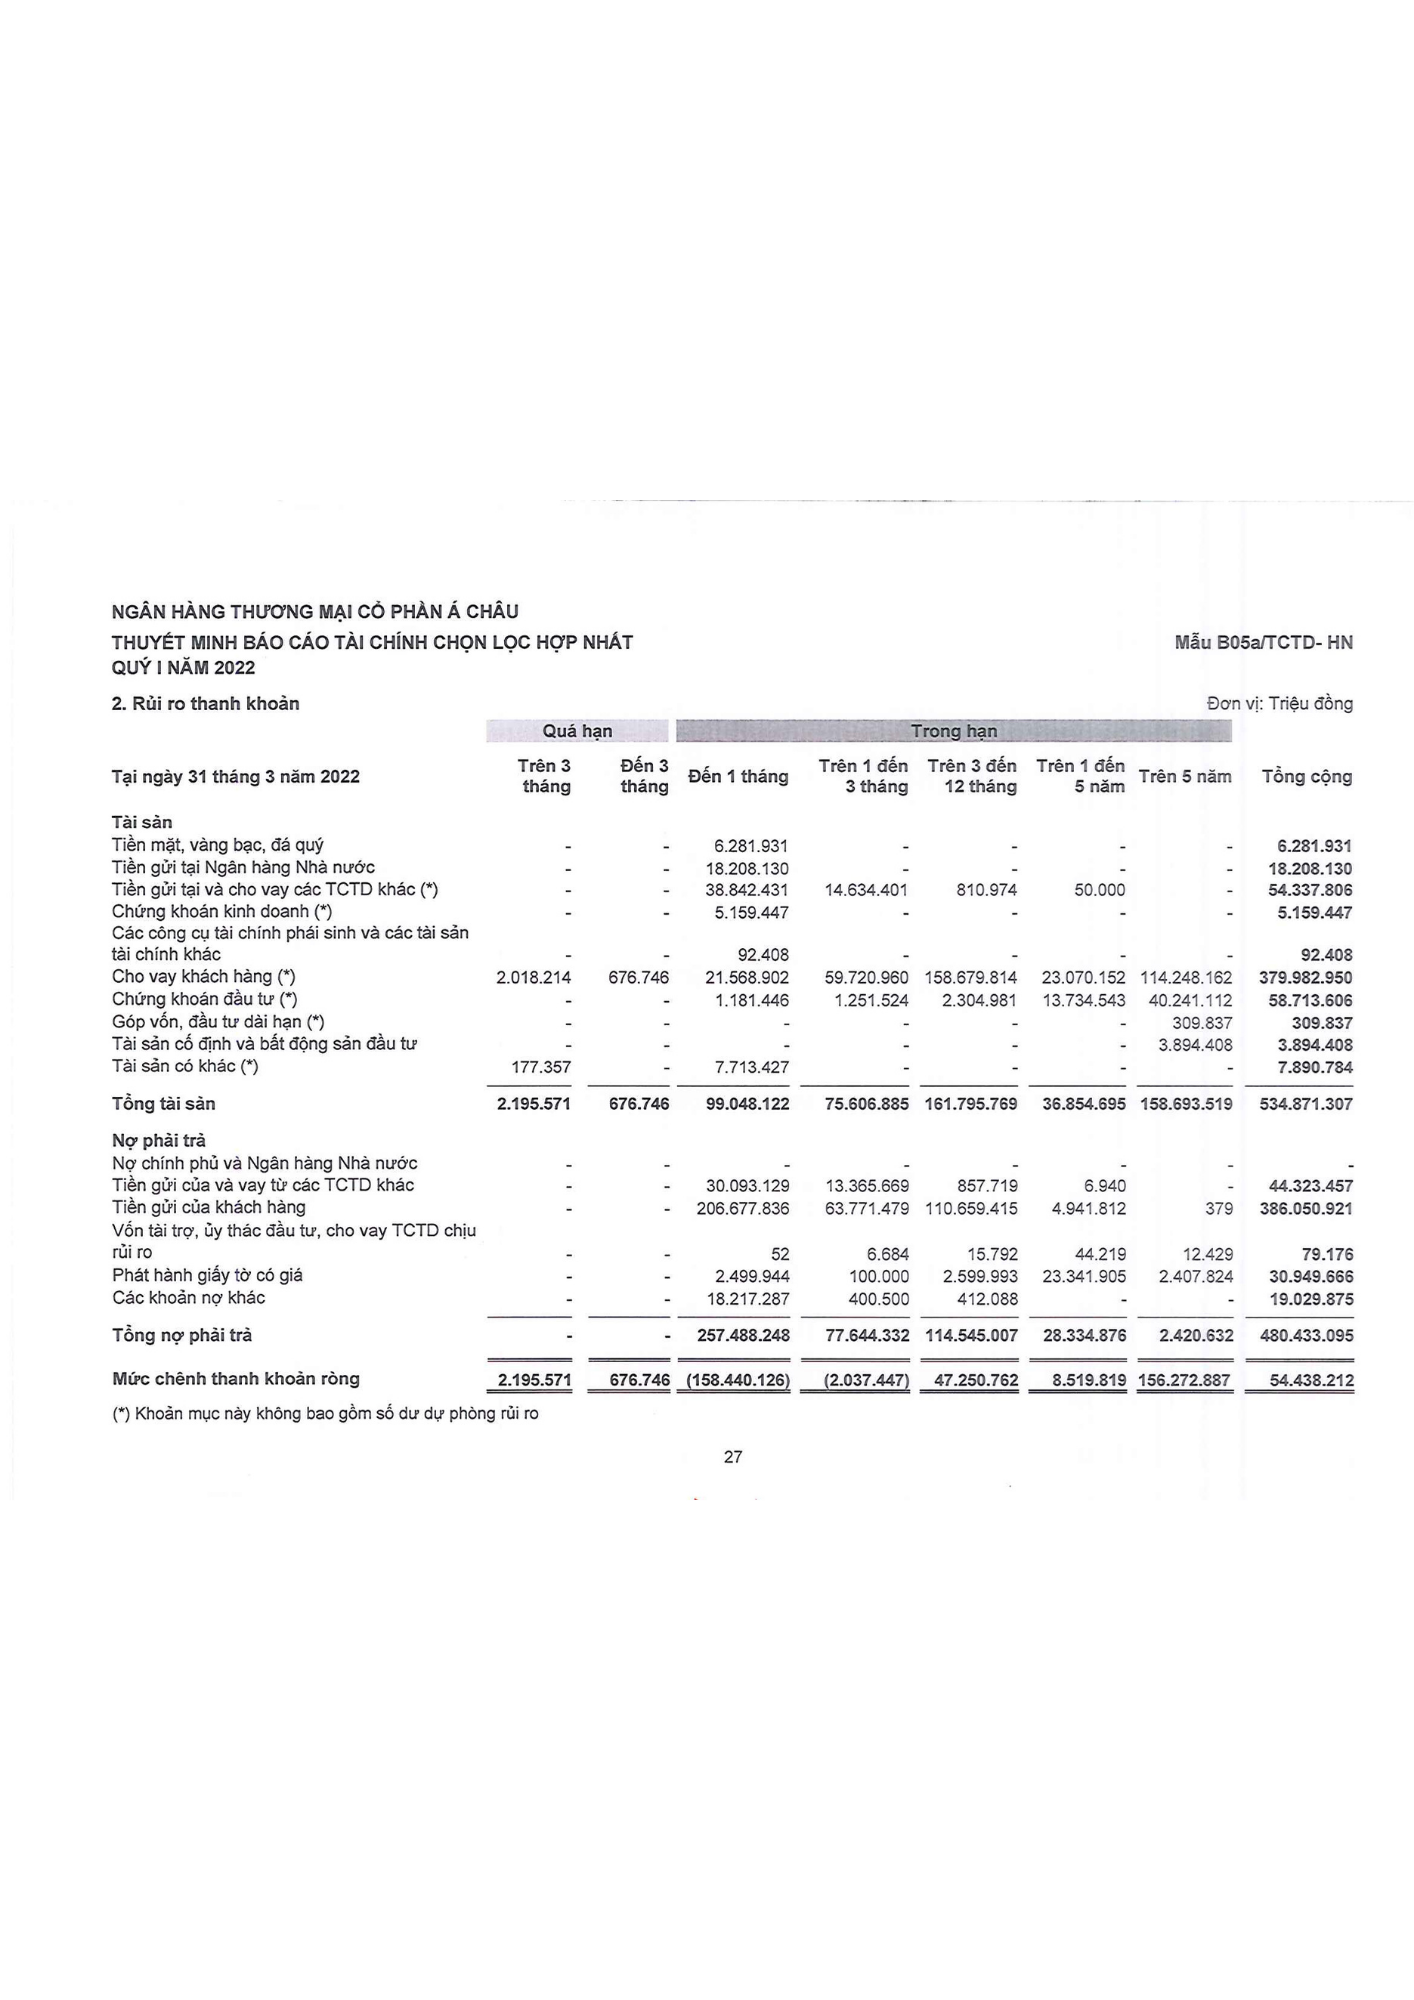 NGÂN HÀNG THƯƠNG MẠI CỔ PHẦN Á CHÂU
THUYẾT MINH BÁO CÁO TÀI CHÍNH CHỌN LỌC HỢP NHẤT Mẫu B05a/TCTD- HN
QUÝ I NĂM 2022
2. Rủi ro thanh khoản Đơn vị: Triệu đồng
Quá hạn Trong hạn
Tại ngày 31 tháng 3 năm 2022 Trên 3 tháng Đến 3 tháng Đến 1 tháng Trên 1 đến 3 tháng Trên 3 đến 12 tháng Trên 1 đến 5 năm Trên 5 năm Tổng cộng
Tài sản
Tiền mặt, vàng bạc, đá quý - - 6.281.931 - - - - 6.281.931
Tiền gửi tại Ngân hàng Nhà nước - - 18.208.130 - - - - 18.208.130
Tiền gửi tại và cho vay các TCTD khác (*) - - 38.842.431 14.634.401 810.974 50.000 - 54.337.806
Chứng khoán kinh doanh (*) - - 5.159.447 - - - - 5.159.447
Các công cụ tài chính phái sinh và các tài sản
tài chính khác - - 92.408 - - - - 92.408
Cho vay khách hàng (*) 2.018.214 676.746 21.568.902 59.720.960 158.679.814 23.070.152 114.248.162 379.982.950
Chứng khoán đầu tư (*) - - 1.181.446 1.251.524 2.304.981 13.734.543 40.241.112 58.713.606
Góp vốn, đầu tư dài hạn (*) - - - - - - 309.837 309.837
Tài sản cố định và bất động sản đầu tư - - - - - - 3.894.408 3.894.408
Tài sản có khác (*) 177.357 - 7.713.427 - - - - 7.890.784
Tổng tài sản 2.195.571 676.746 99.048.122 75.606.885 161.795.769 36.854.695 158.693.519 534.871.307
Nợ phải trả
Nợ chính phủ và Ngân hàng Nhà nước - - - - - - - -
Tiền gửi của và vay từ các TCTD khác - - 30.093.129 13.365.669 857.719 6.940 - 44.323.457
Tiền gửi của khách hàng - - 206.677.836 63.771.479 110.659.415 4.941.812 379 386.050.921
Vốn tài trợ, ủy thác đầu tư, cho vay TCTD chịu
rủi ro - - 52 6.684 15.792 44.219 12.429 79.176
Phát hành giấy tờ có giá - - 2.499.944 100.000 2.599.993 23.341.905 2.407.824 30.949.666
Các khoản nợ khác - - 18.217.287 400.500 412.088 - - 19.029.875
Tổng nợ phải trả - - 257.488.248 77.644.332 114.545.007 28.334.876 2.420.632 480.433.095
Mức chênh thanh khoản ròng 2.195.571 676.746 (158.440.126) (2.037.447) 47.250.762 8.519.819 156.272.887 54.438.212
(*) Khoản mục này không bao gồm số dư dự phòng rủi ro
27